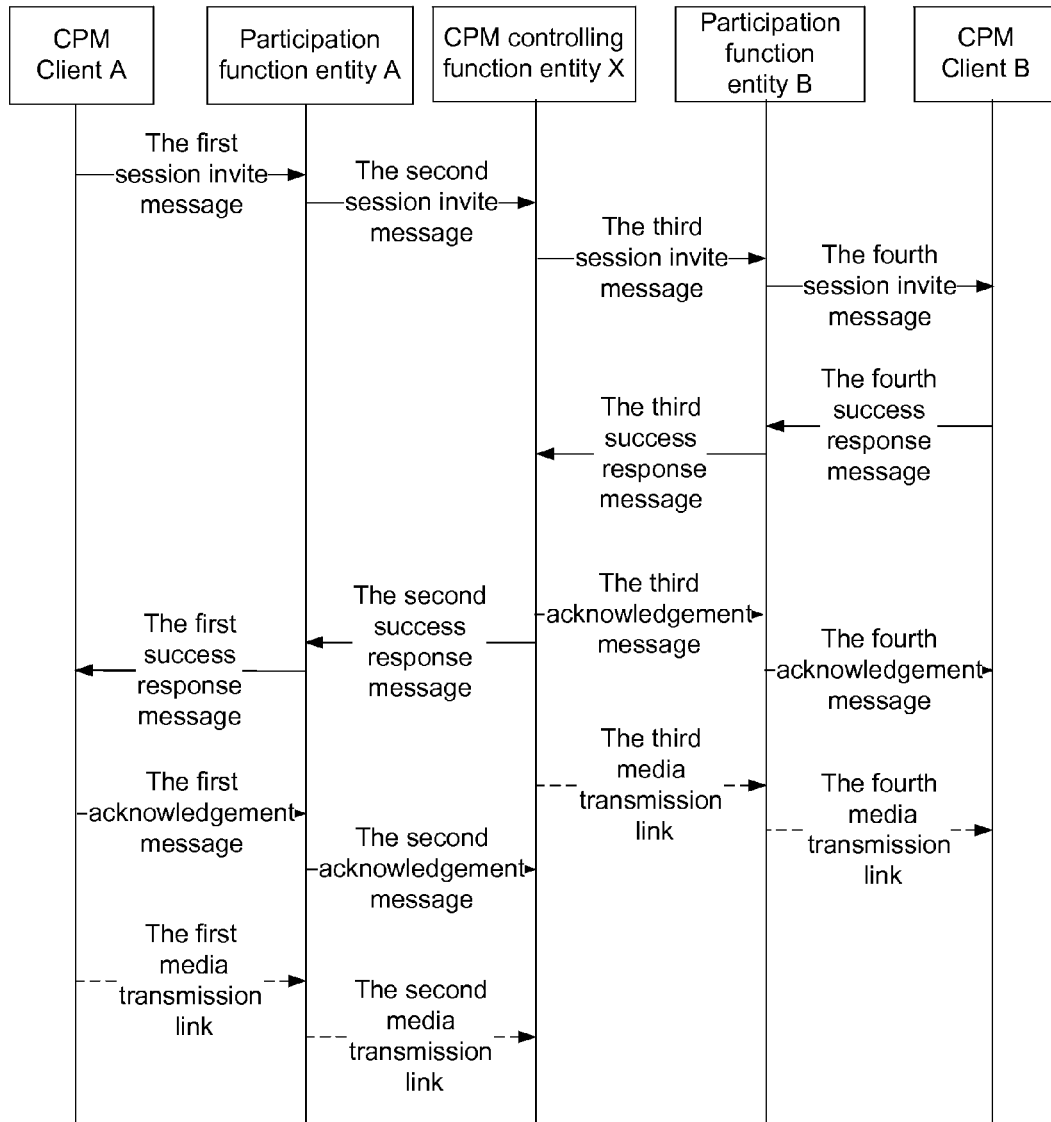 CPM
Client A
Participation
function entity A
CPM controlling
function entity X
Participation
function
entity B
CPM
Client B
The first
session invite
message
The second
session invite
message
The third
session invite
message
The fourth
session invite
message
The fourth
success
response
message
The third
success
response
message
The third
acknowledgement
message
The second
success
response
message
The first
success
response
message
The fourth
acknowledgement
message
The third
media
transmission
link
The first
acknowledgement
message
The fourth
media
transmission
link
The second
acknowledgement
message
The first
media
transmission
link
The second
media
transmission
link